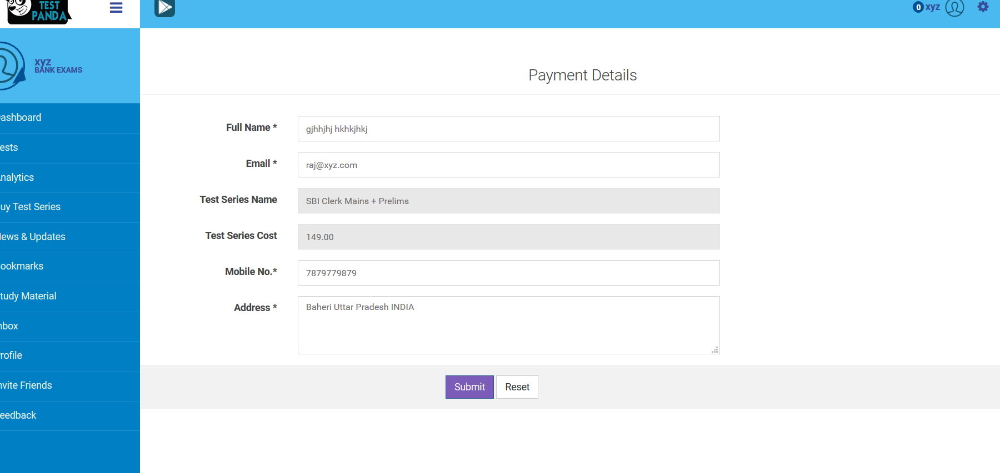 TEST
PANDA
0 xyz
xyz
BANK EXAMS
ashboard
ests
nalytics
uy Test Series
ews & Updates
ookmarks
tudy Material
nbox
rofile
nvite Friends
eedback
Payment Details
Full Name *
gjhhjhj hkhkjhkj
Email *
raj@xyz.com
Test Series Name
SBI Clerk Mains + Prelims
Test Series Cost
149.00
Mobile No.*
7879779879
Address *
Baheri Uttar Pradesh INDIA
Submit Reset